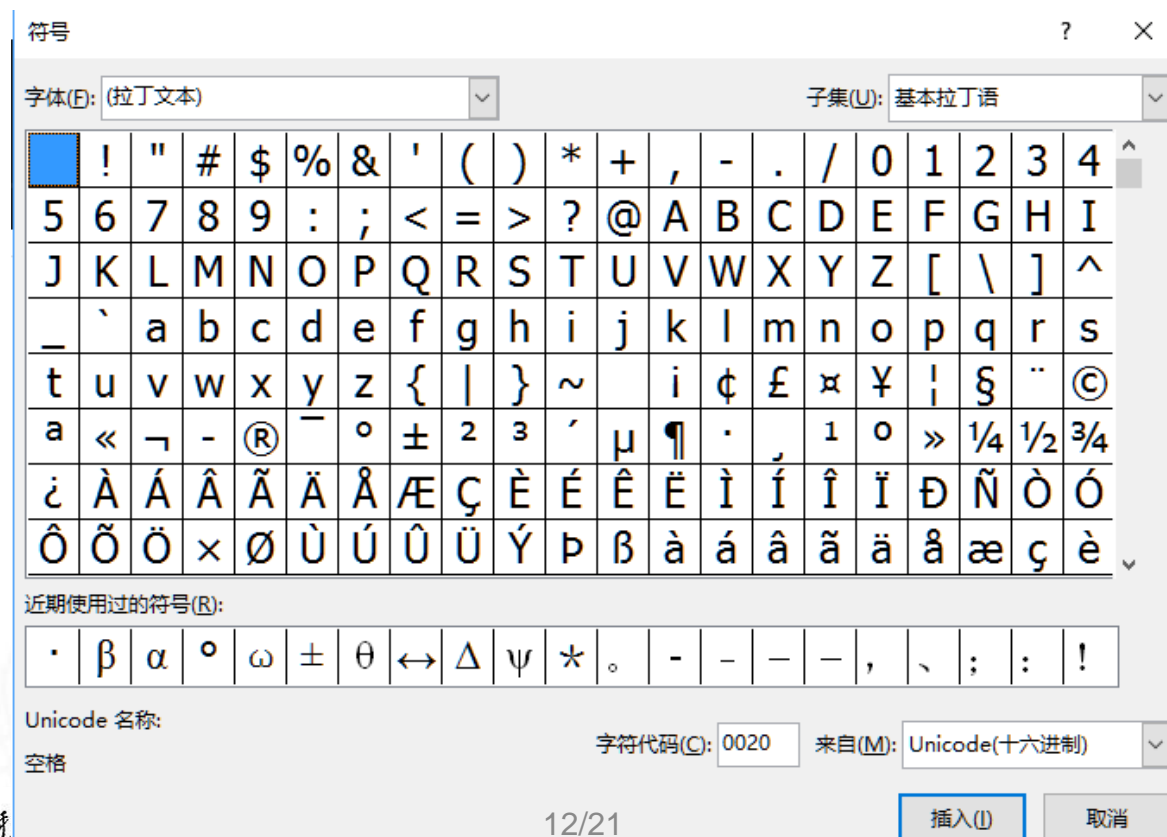 符号 ? ×
字体(F): (拉丁文本) 子集(U): 基本拉丁语
! " # $ % & ' ( ) * + , - . / 0 1 2 3 4
5 6 7 8 9 : ; < = > ? @ A B C D E F G H I
J K L M N O P Q R S T U V W X Y Z [ \ ] ^
_ ` a b c d e f g h i j k l m n o p q r s
t u v w x y z { | } ~ ¡ ¢ £ ¤ ¥ ¦ § ¨ ©
ª « ¬ - ® ¯ ° ± ² ³ ´ µ ¶ · ¸ ¹ º » ¼ ½ ¾
¿ À Á Â Ã Ä Å Æ Ç È É Ê Ë Ì Í Î Ï Ð Ñ Ò Ó
Ô Õ Ö × Ø Ù Ú Û Ü Ý Þ ß à á â ã ä å æ ç è
近期使用过的符号(R):
· β α ° ω ± θ ↔ Δ ψ * 。 - – — — , 、 ; : !
Unicode 名称:
空格
字符代码(C): 0020 来自(M): Unicode(十六进制)
12/21
插入(I) 取消